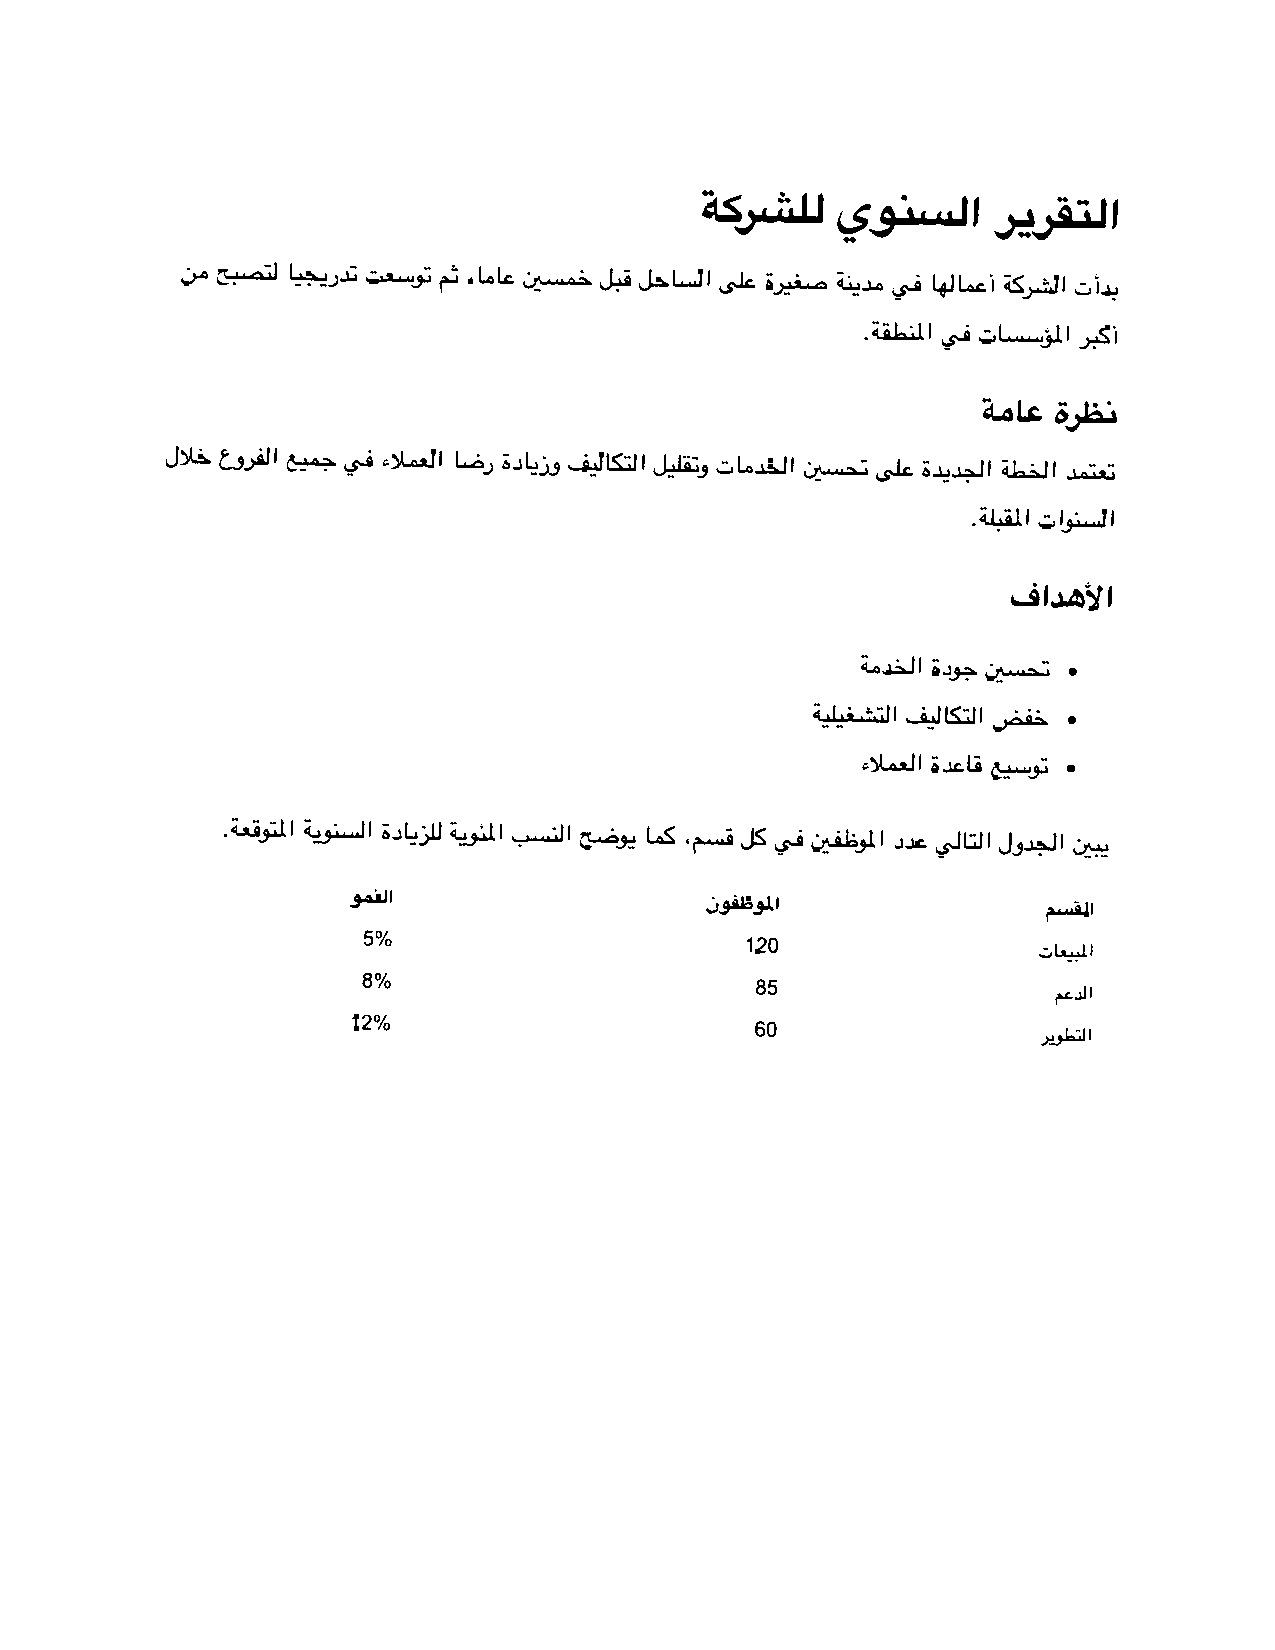 التقرير السنوي للشركة
بدأت الشركة أعمالها في مدينة صغيرة على الساحل قبل خمسين عاما، ثم توسعت تدريجيا لتصبح من
أكبر المؤسسات في المنطقة.
نظرة عامة
تعتمد الخطة الجديدة على تحسين الخدمات وتقليل التكاليف وزيادة رضا العملاء في جميع الفروع خلال
السنوات المقبلة.
الأهداف
• تحسين جودة الخدمة
• خفض التكاليف التشغيلية
• توسيع قاعدة العملاء
يبين الجدول التالي عدد الموظفين في كل قسم، كما يوضح النسب المئوية للزيادة السنوية المتوقعة.
القسم الموظفون النمو
المبيعات 120 5%
الدعم 85 8%
التطوير 60 12%